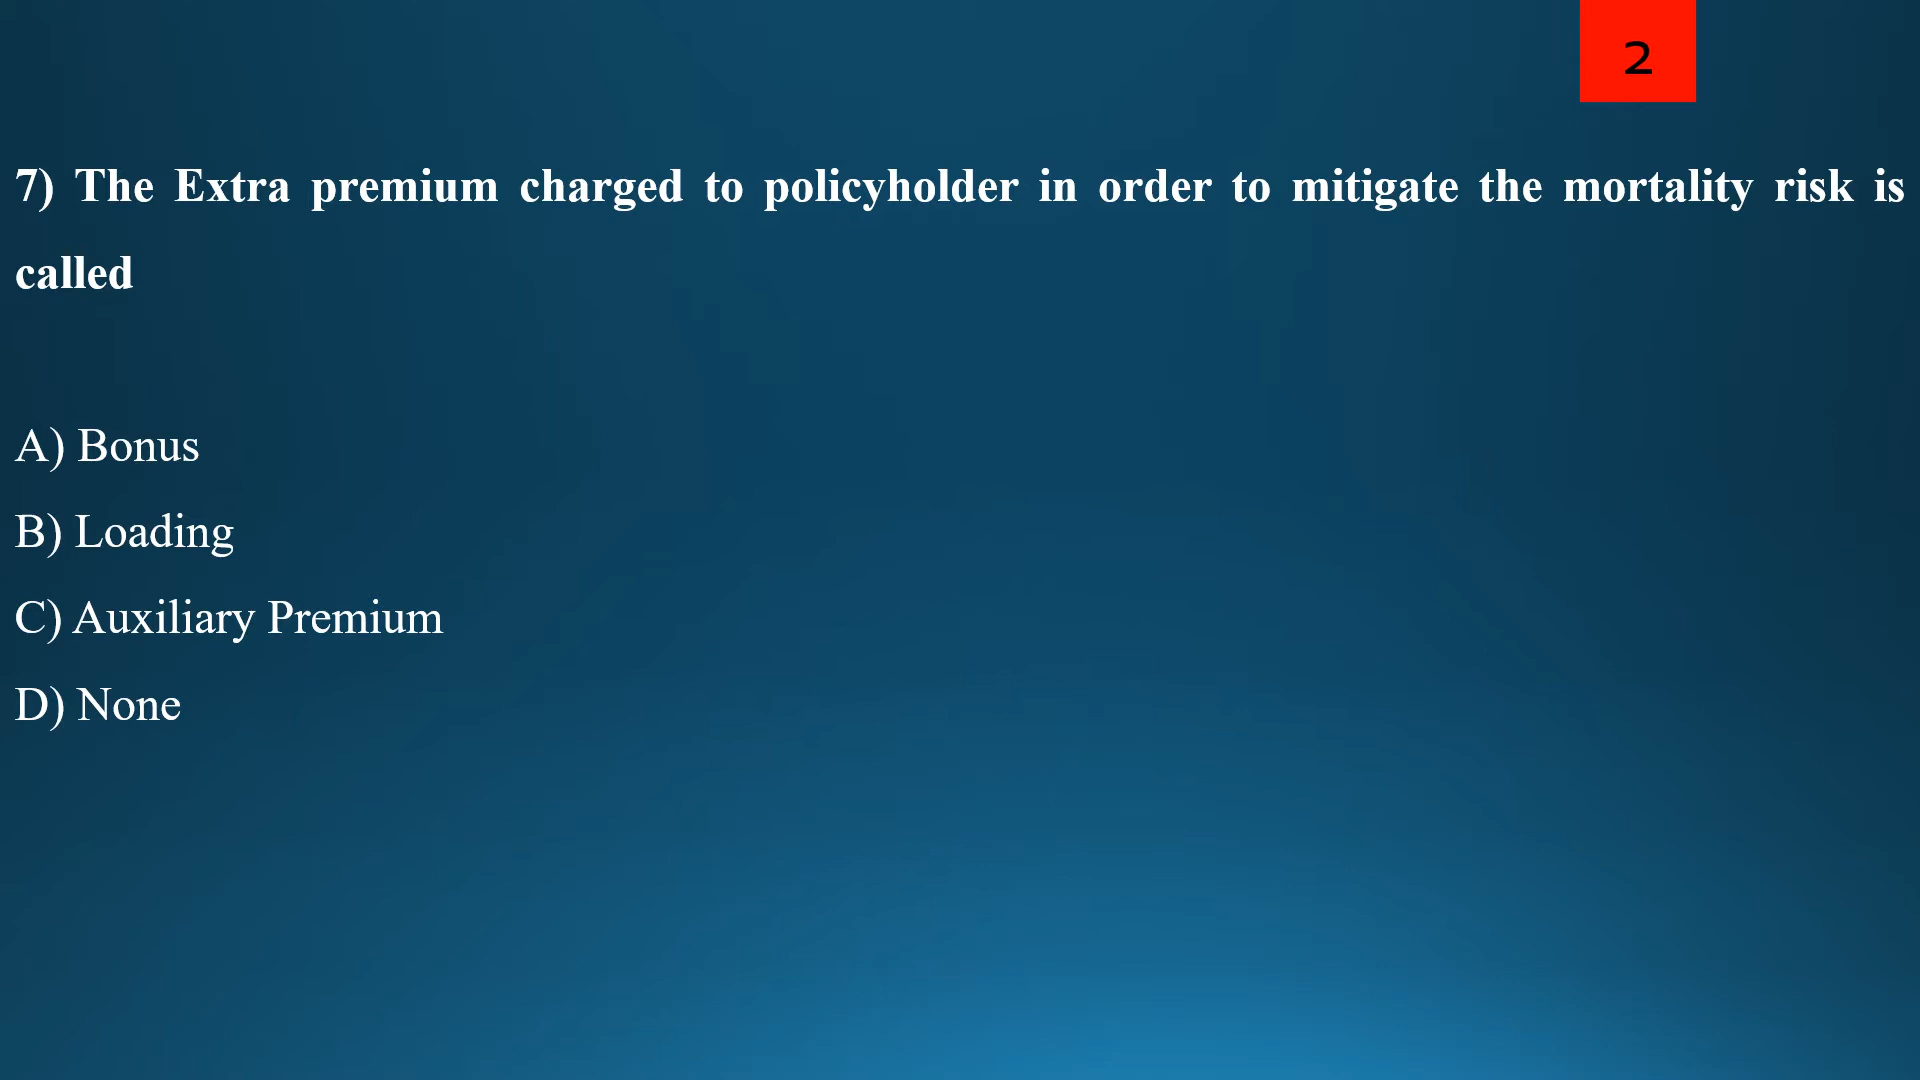 2
7) The Extra premium charged to policyholder in order to mitigate the mortality risk is
called
A) Bonus
B) Loading
C) Auxiliary Premium
D) None